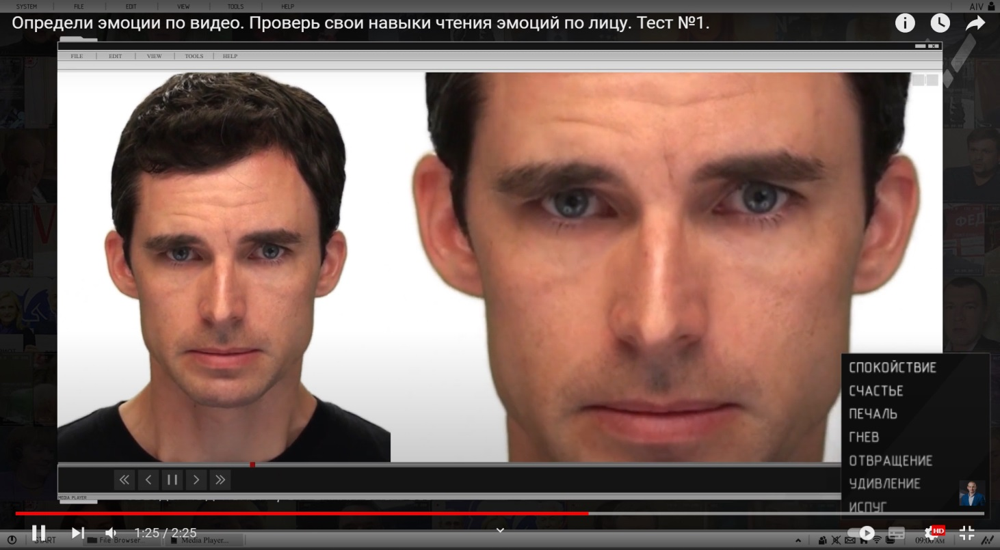 SYSTEM FILE EDIT VIEW TOOLS HELP AIV
Определи эмоции по видео. Проверь свои навыки чтения эмоций по лицу. Тест №1.
FILE EDIT VIEW TOOLS HELP
ФЕД
СПОКОЙСТВИЕ
СЧАСТЬЕ
ПЕЧАЛЬ
ГНЕВ
ОТВРАЩЕНИЕ
УДИВЛЕНИЕ
ИСПУГ
MEDIA PLAYER
1:25 / 2:25
HD
START File Browser... Media Player... AM